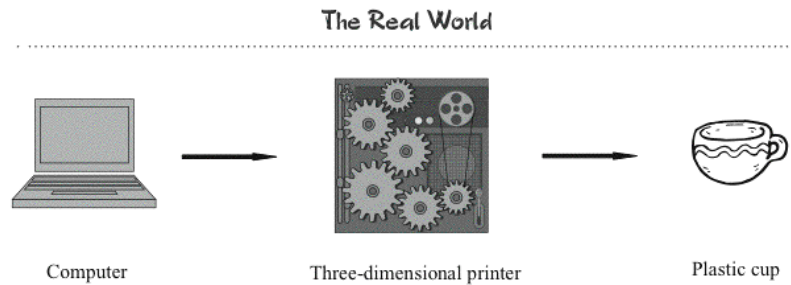 The Real World
Computer
Three-dimensional printer
Plastic cup